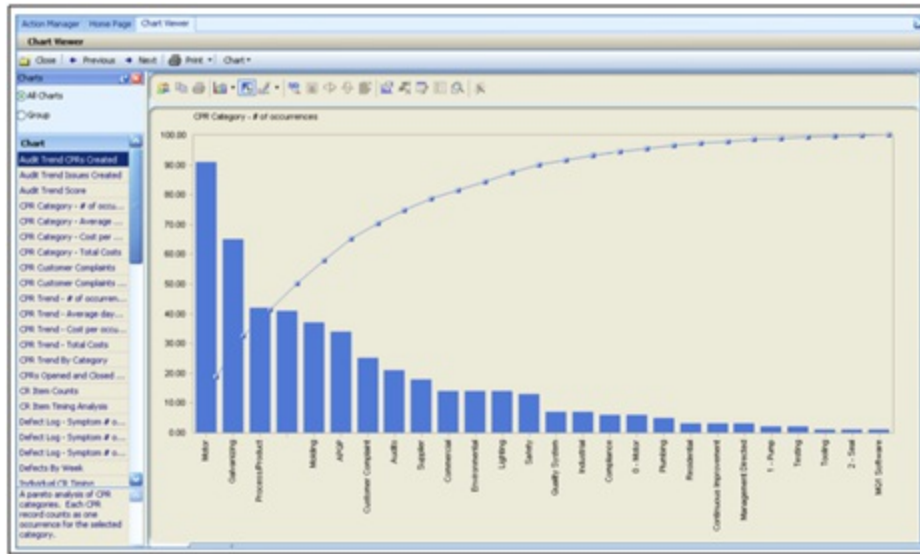 Action Manager Home Page Chart Viewer
Chart Viewer
Close Previous Next Print Chart
Charts
All Charts
Group
Chart
Audit Trend CPRs Created
Audit Trend Issues Created
Audit Trend Score
CPR Category - # of occu...
CPR Category - Average ...
CPR Category - Cost per ...
CPR Category - Total Costs
CPR Customer Complaints
CPR Customer Complaints ...
CPR Trend - # of occurren...
CPR Trend - Average day...
CPR Trend - Cost per occu...
CPR Trend - Total Costs
CPR Trend By Category
CPRs Opened and Closed ...
CR Item Counts
CR Item Timing Analysis
Defect Log - Symptom # o...
Defect Log - Symptom # o...
Defect Log - Symptom # o...
Defects By Week
Individual CR Timing
A pareto analysis of CPR
categories. Each CPR
record counts as one
occurrence for the selected
category.
CPR Category - # of occurrences
100.00
90.00
80.00
70.00
60.00
50.00
40.00
30.00
20.00
10.00
0.00
Motor
Galvanizing
Process/Product
Molding
APQP
Customer Complaint
Audits
Supplier
Commercial
Environmental
Lighting
Safety
Quality System
Industrial
Compliance
0 - Motor
Plumbing
Residential
Continuous Improvement
Management Directed
1 - Pump
Testing
Towing
2 - Seal
MQ1 Software